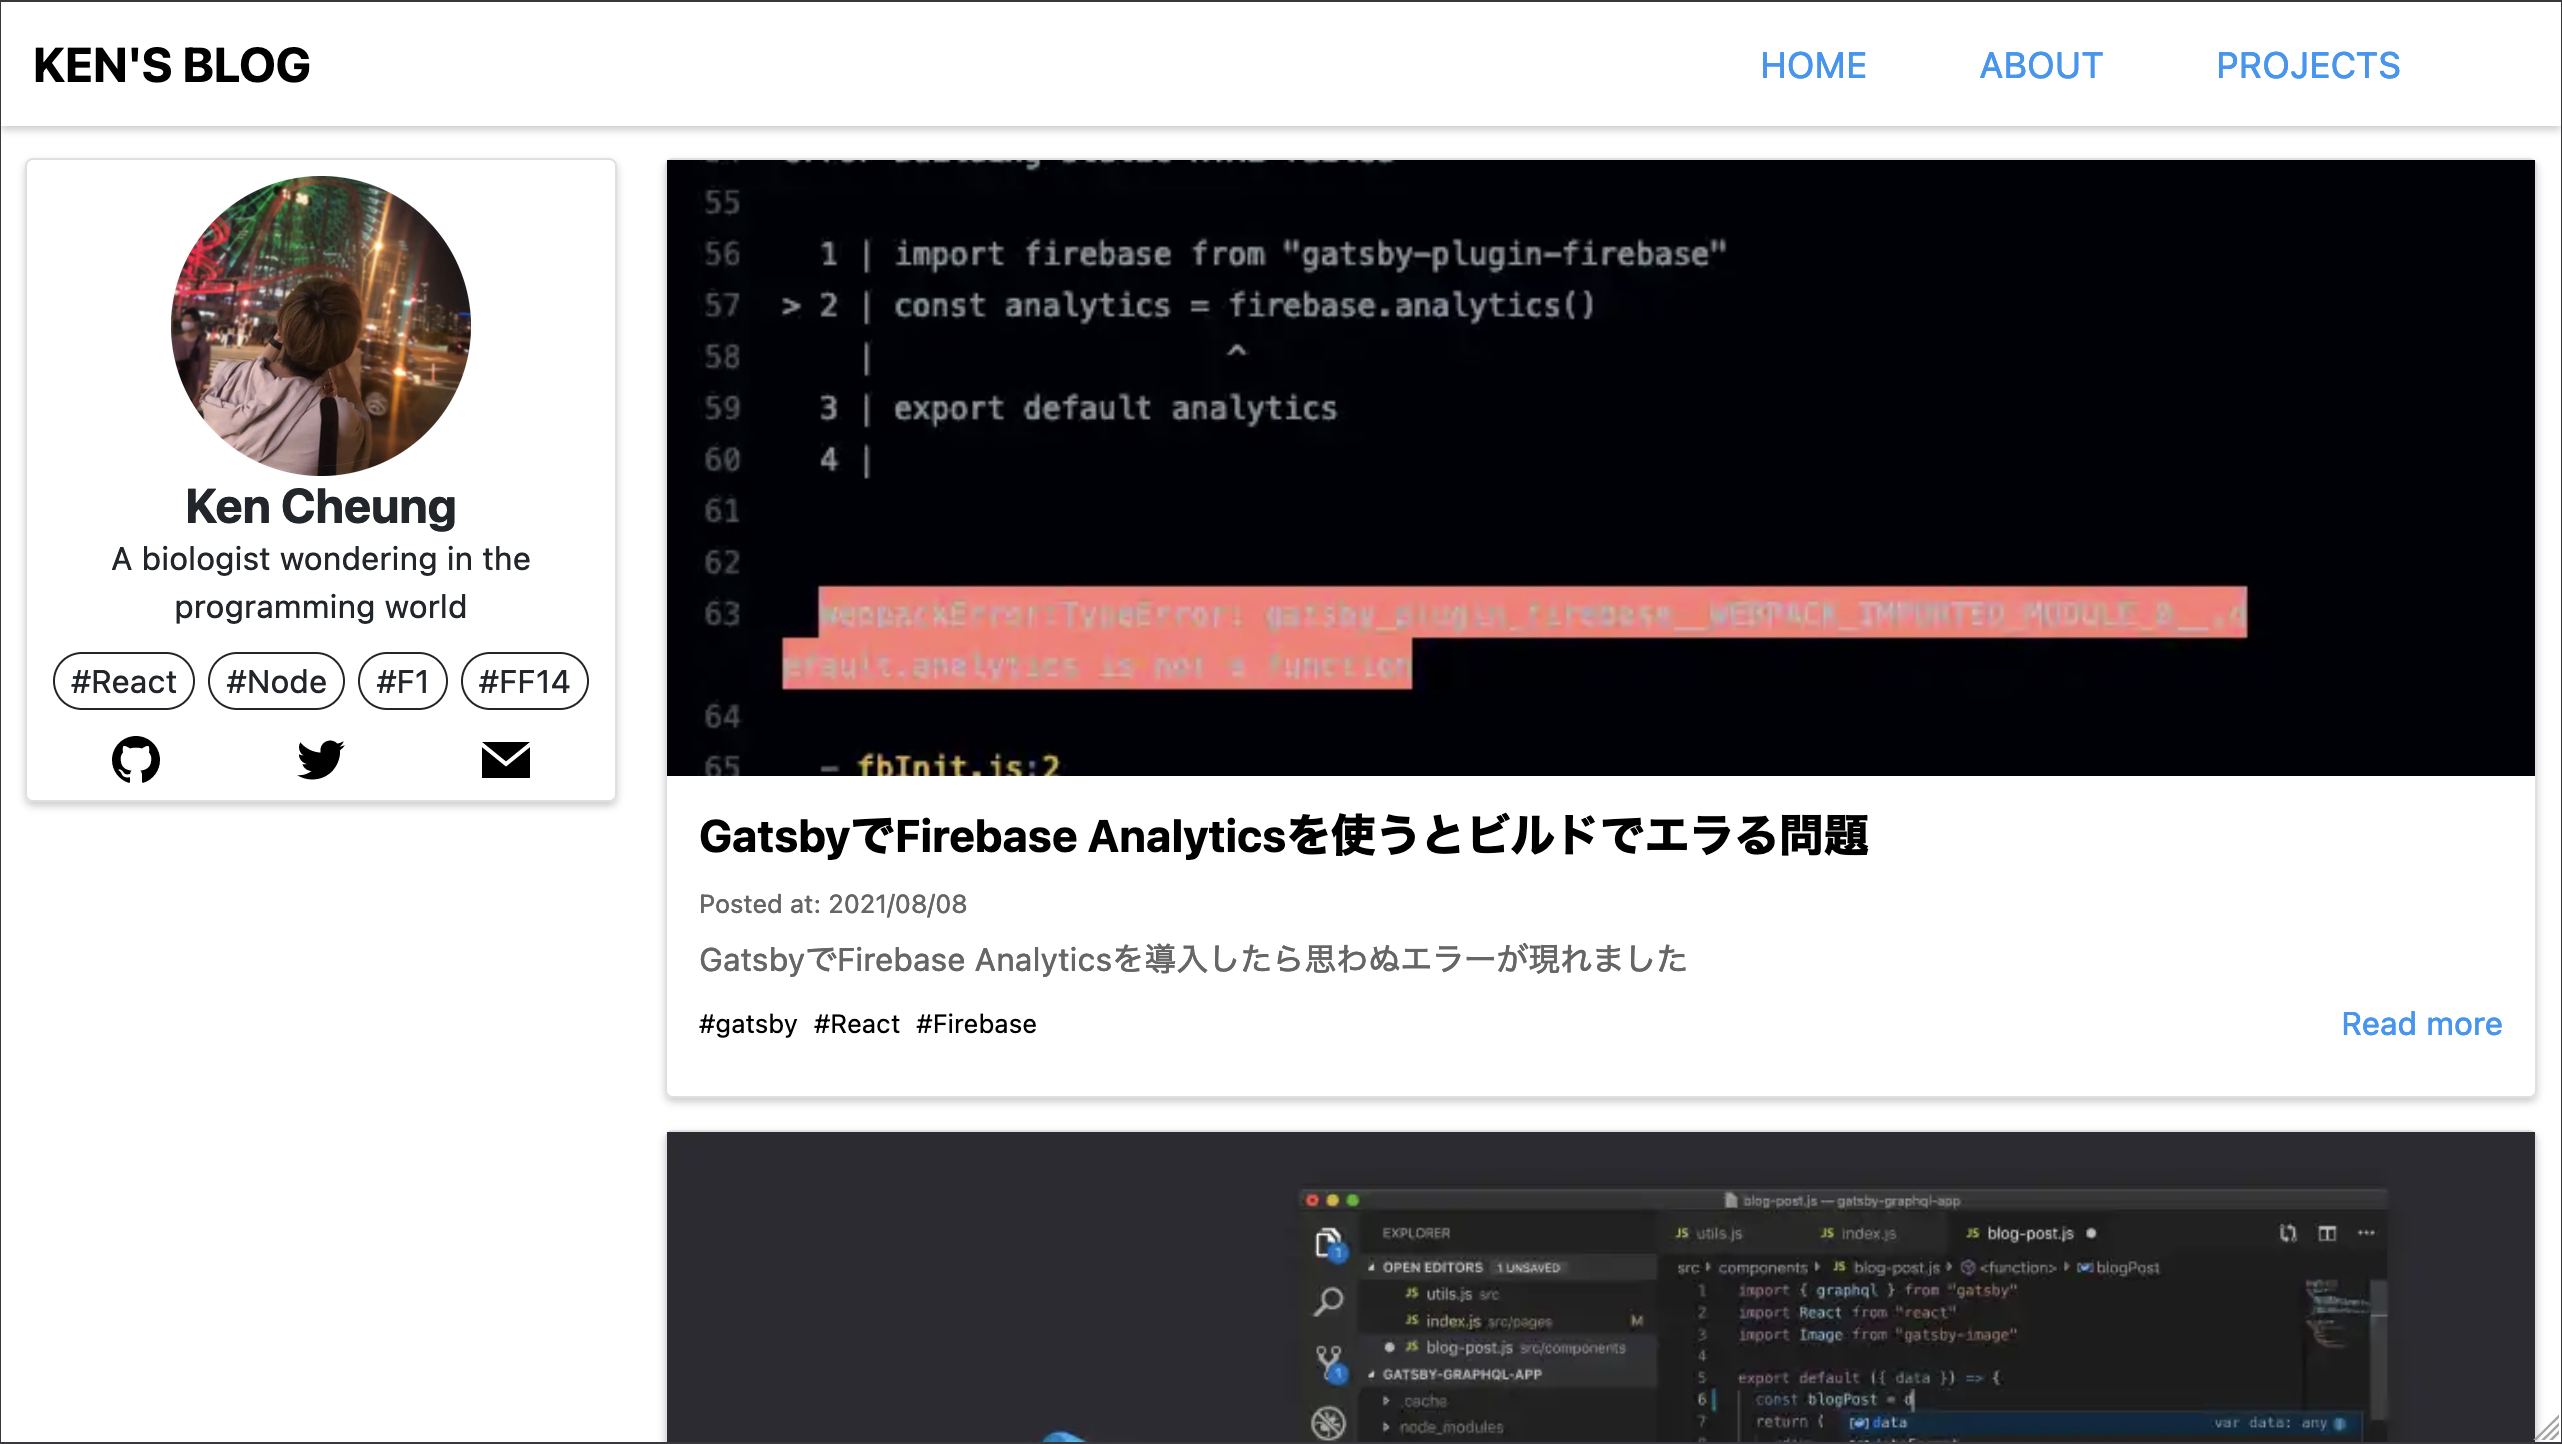 KEN'S BLOG
HOME ABOUT PROJECTS
Ken Cheung
A biologist wondering in the
programming world
#React #Node #F1 #FF14
55
56 1 | import firebase from "gatsby-plugin-firebase"
57 > 2 | const analytics = firebase.analytics()
58 | ^
59 3 | export default analytics
60 4 |
61
62
63 WebpackError:TypeError: gatsby_plugin_firebase__WEBPACK_IMPORTED_MODULE_0__.d
efault.analytics is not a function
64
65 - fbInit.js:2
GatsbyでFirebase Analyticsを使うとビルドでエラる問題
Posted at: 2021/08/08
GatsbyでFirebase Analyticsを導入したら思わぬエラーが現れました
#gatsby #React #Firebase
Read more
blog-post.js — gatsby-graphql-app
EXPLORER
OPEN EDITORS 1 UNSAVED
JS utils.js src
JS index.js src/pages M
JS blog-post.js src/components
GATSBY-GRAPHQL-APP
.cache
node_modules
JS utils.js JS index.js JS blog-post.js
src components JS blog-post.js <function> blogPost
1 import { graphql } from "gatsby"
2 import React from "react"
3 import Image from "gatsby-image"
4
5 export default ({ data }) => {
6 const blogPost = d
7 return ( data var data: any